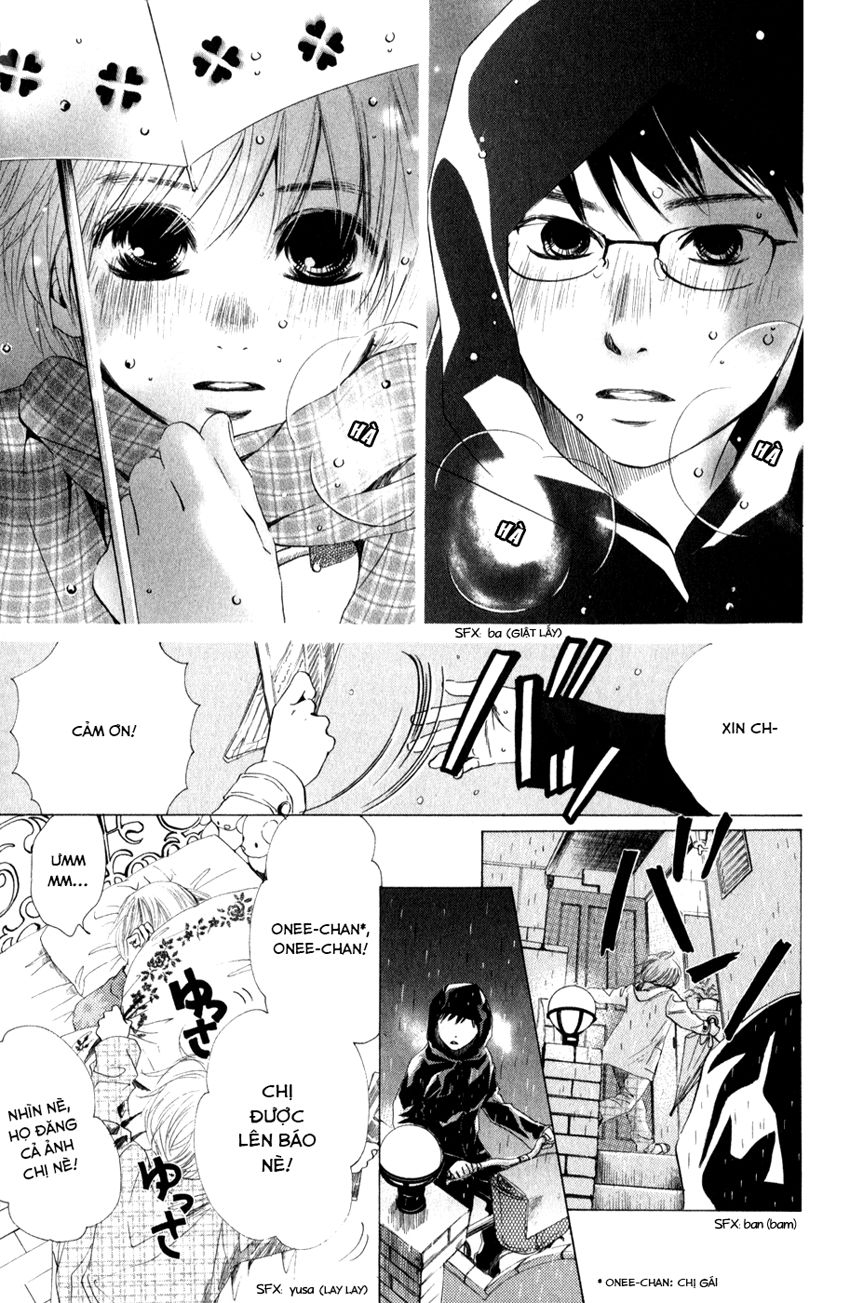 HÀ
HÀ
HÀ
SFX: ba (GIẬT LẤY)
XIN CH-
CẢM ƠN!
SFX: ban (bam)
ONEE-CHAN*,
ONEE-CHAN!
ƯMM
MM...
CHỊ
ĐƯỢC
LÊN BÁO
NÈ!
NHÌN NÈ,
HỌ ĐĂNG
CẢ ẢNH
CHỊ NÈ!
ゆっさ
ゆっさ
SFX: yusa (LAY LAY)
* ONEE-CHAN: CHỊ GÁI